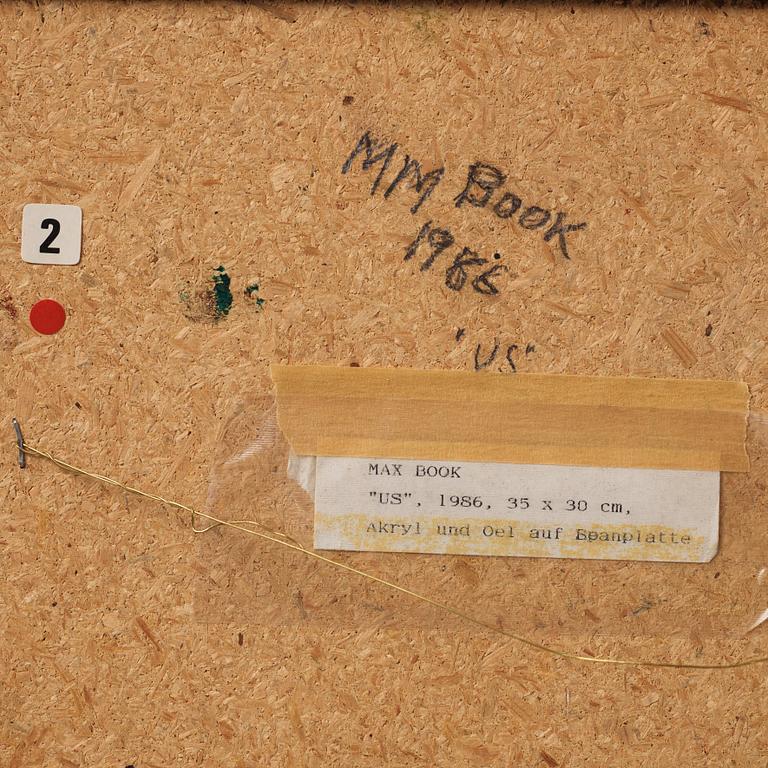 MM Book
1986
"US"
2
MAX BOOK
"US", 1986, 35 x 30 cm,
Akryl und Oel auf Spanplatte